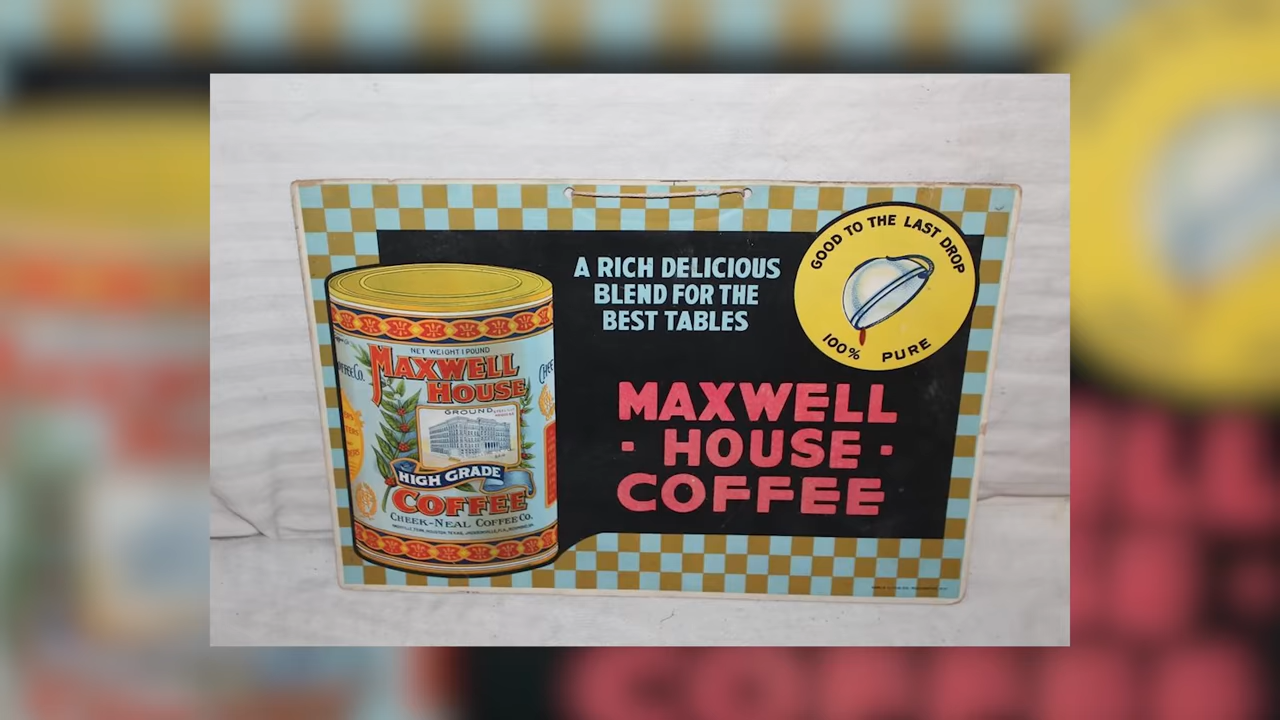 A RICH DELICIOUS
BLEND FOR THE
BEST TABLES
GOOD TO THE LAST DROP
100% PURE
MAXWELL
· HOUSE ·
COFFEE
NET WEIGHT 1 POUND
MAXWELL
HOUSE
GROUND
HIGH GRADE
COFFEE
CHEEK-NEAL COFFEE CO.